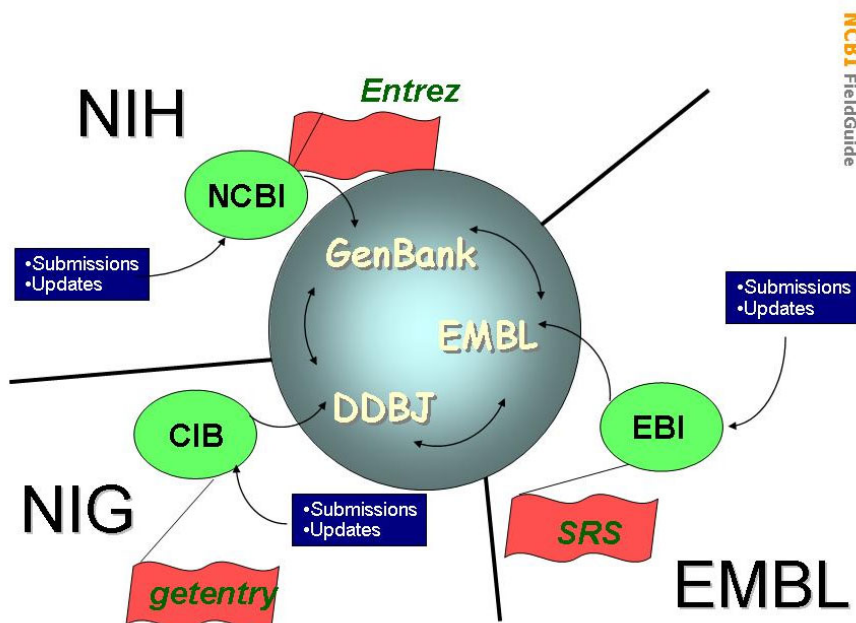 NCBI FieldGuide
NIH
Entrez
NCBI
•Submissions
•Updates
GenBank
EMBL
DDBJ
•Submissions
•Updates
EBI
SRS
EMBL
CIB
NIG
•Submissions
•Updates
getentry